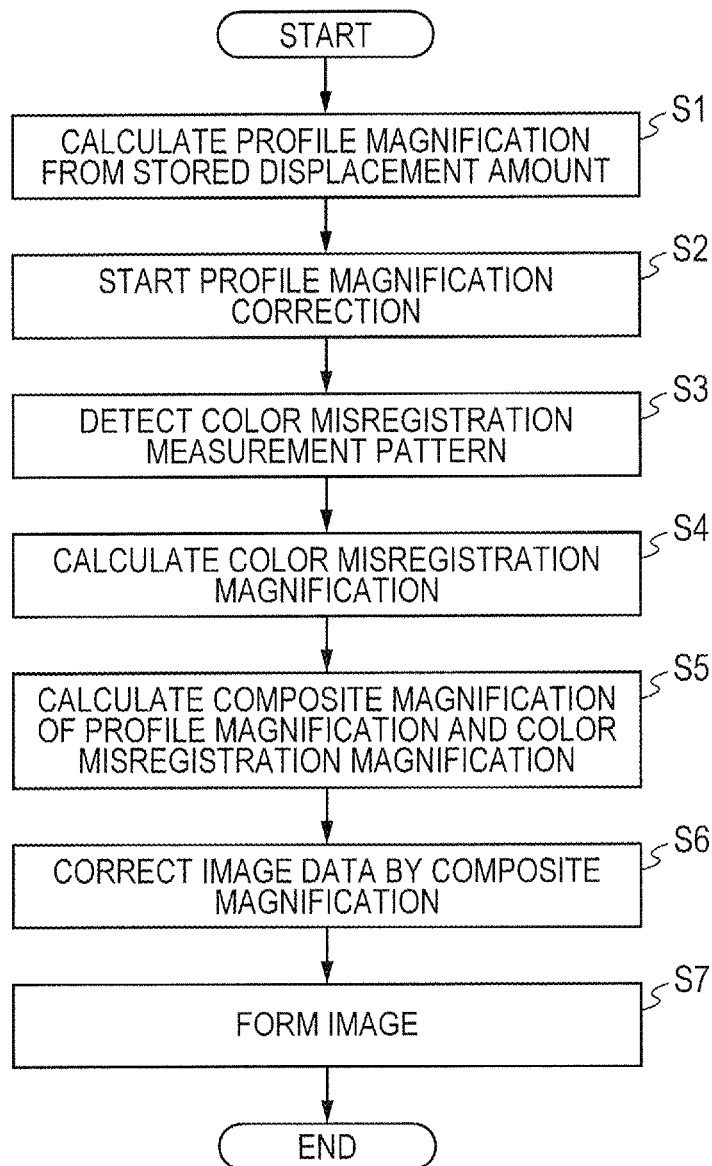 START
S1
CALCULATE PROFILE MAGNIFICATION
FROM STORED DISPLACEMENT AMOUNT
S2
START PROFILE MAGNIFICATION
CORRECTION
S3
DETECT COLOR MISREGISTRATION
MEASUREMENT PATTERN
S4
CALCULATE COLOR MISREGISTRATION
MAGNIFICATION
S5
CALCULATE COMPOSITE MAGNIFICATION
OF PROFILE MAGNIFICATION AND COLOR
MISREGISTRATION MAGNIFICATION
S6
CORRECT IMAGE DATA BY COMPOSITE
MAGNIFICATION
S7
FORM IMAGE
END